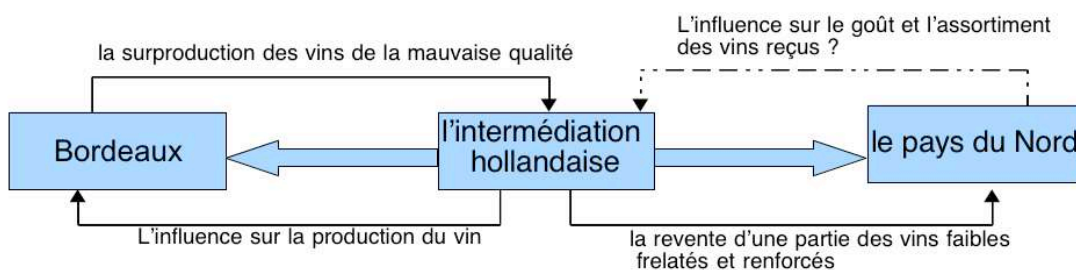 L'influence sur le goût et l'assortiment
des vins reçus ?
la surproduction des vins de la mauvaise qualité
Bordeaux
l'intermédiation
hollandaise
le pays du Nord
L'influence sur la production du vin
la revente d'une partie des vins faibles
frelatés et renforcés